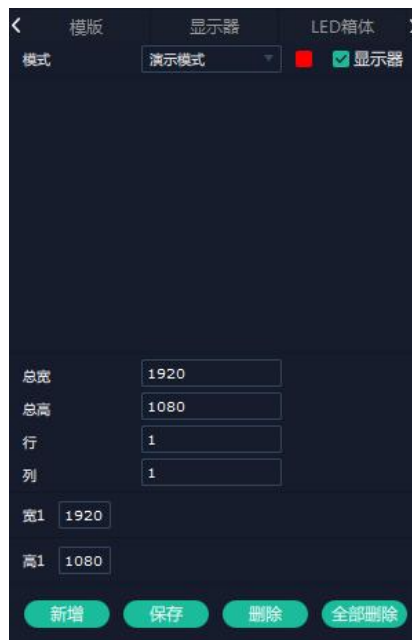 模版 显示器 LED箱体
模式 演示模式 显示器
总宽 1920
总高 1080
行 1
列 1
宽1 1920
高1 1080
新增 保存 删除 全部删除